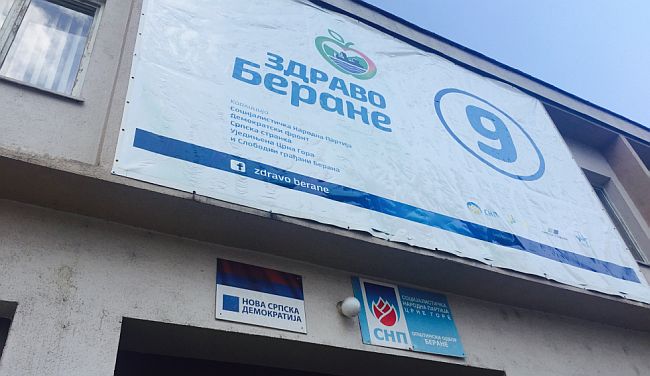 ЗДРАВО
Беране
Коалиција
Социјалистичка Народна Партија
Демократски фронт
Српска странка
Уједињена Црна Гора
и Слободни грађани Берана
9
f zdravo.berane
СНП
НОВА СРПСКА
ДЕМОКРАТИЈА
СНП
СОЦИЈАЛИСТИЧКА
НАРОДНА ПАРТИЈА
ЦРНЕ ГОРЕ
ОПШТИНСКИ ОДБОР
БЕРАНЕ